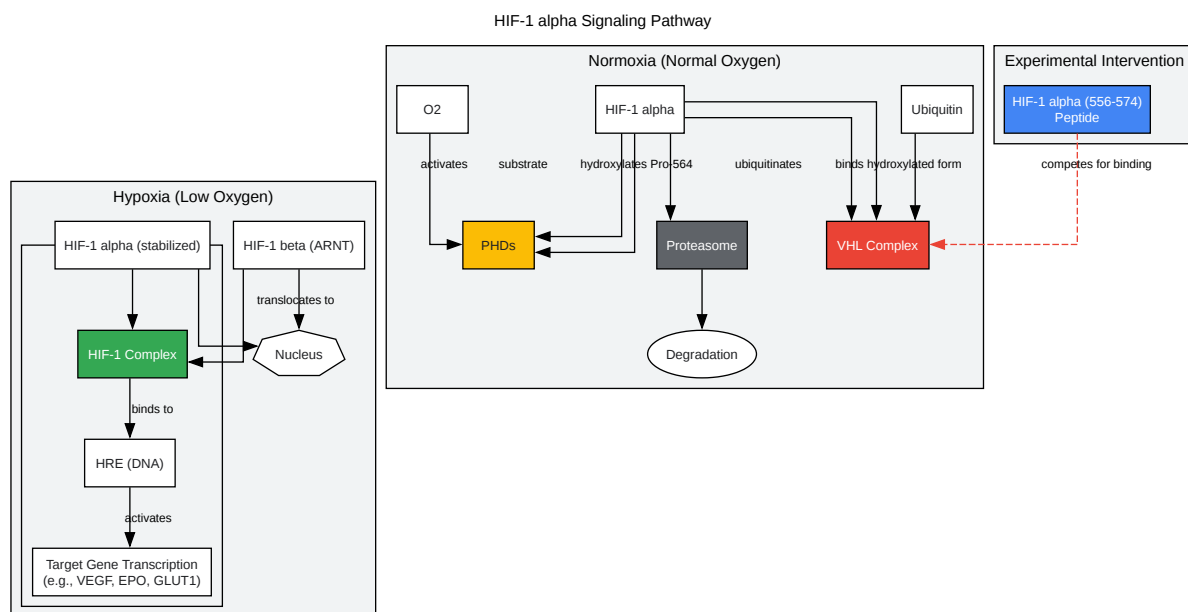 HIF-1 alpha Signaling Pathway
Normoxia (Normal Oxygen)
Experimental Intervention
O2
HIF-1 alpha
Ubiquitin
HIF-1 alpha (556-574)
Peptide
activates
substrate
hydroxylates Pro-564
ubiquitinates
binds hydroxylated form
competes for binding
Hypoxia (Low Oxygen)
HIF-1 alpha (stabilized)
HIF-1 beta (ARNT)
PHDs
Proteasome
VHL Complex
translocates to
HIF-1 Complex
Nucleus
Degradation
binds to
HRE (DNA)
activates
Target Gene Transcription
(e.g., VEGF, EPO, GLUT1)